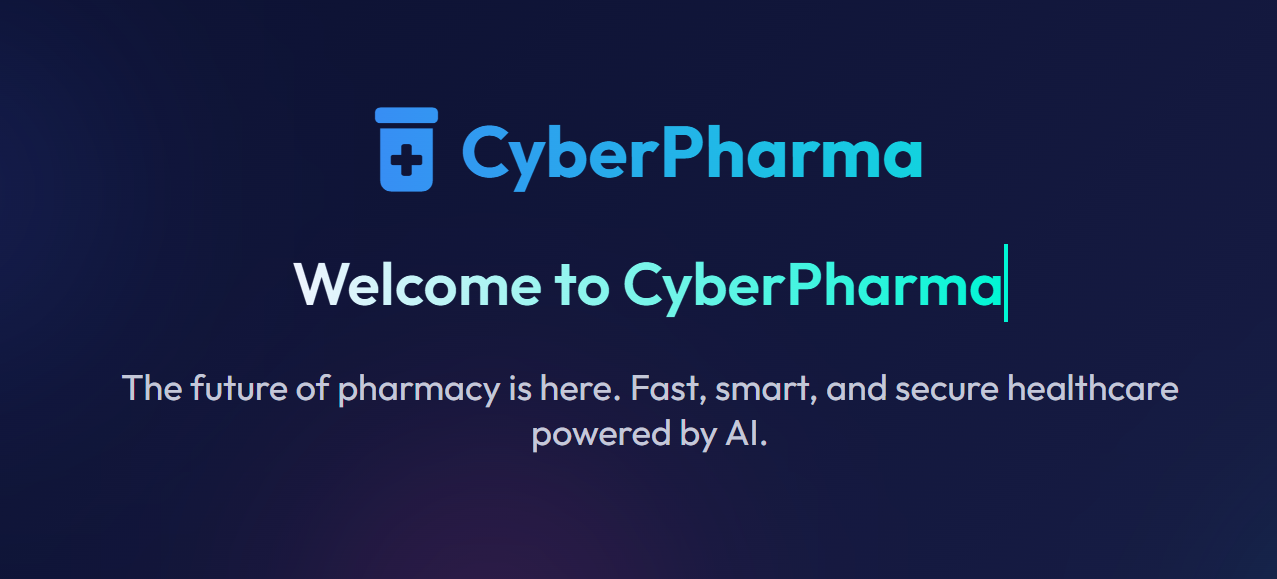 CyberPharma
Welcome to CyberPharma
The future of pharmacy is here. Fast, smart, and secure healthcare
powered by AI.